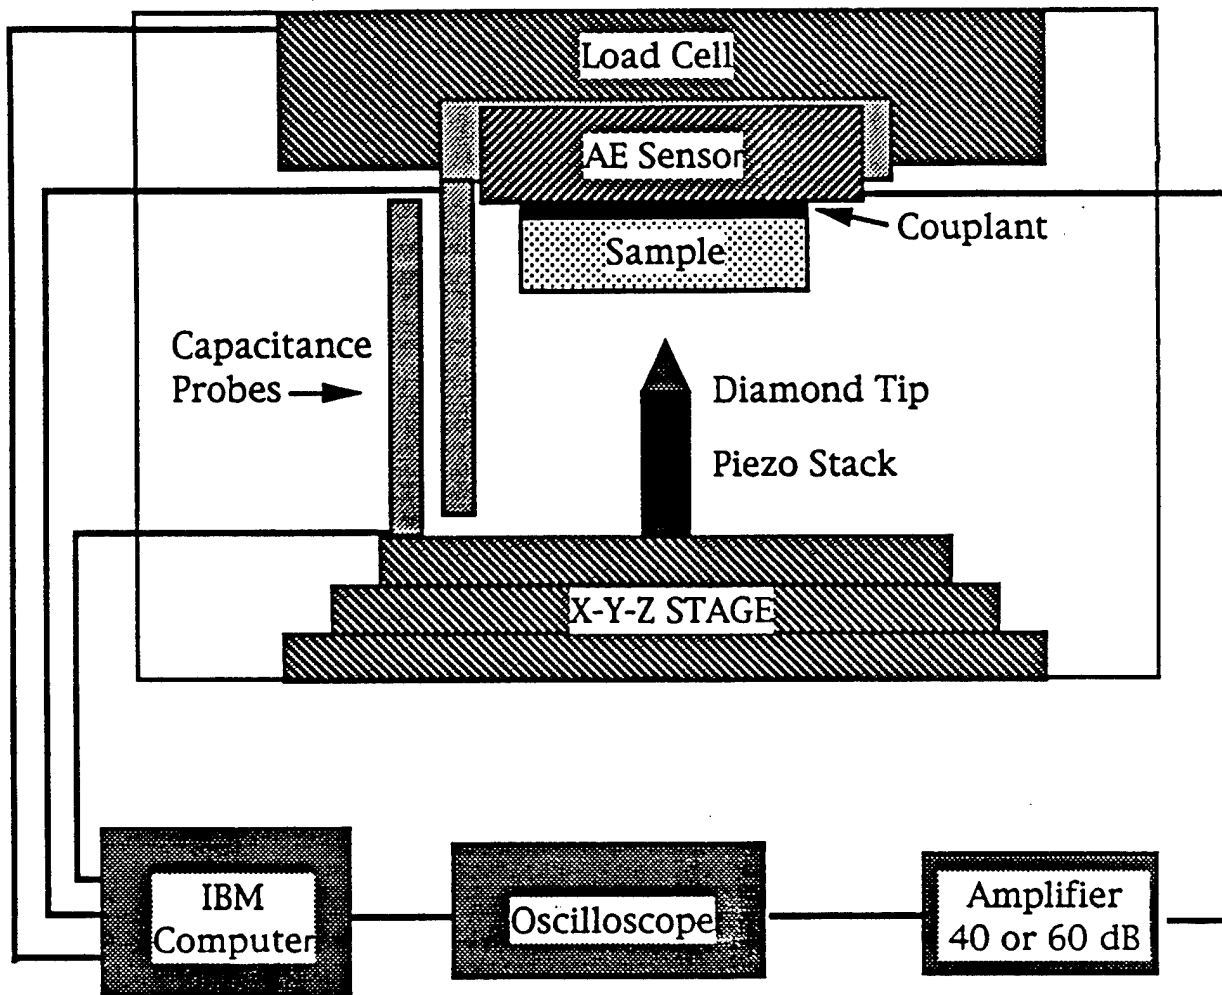 Load Cell
AE Sensor
Couplant
Sample
Capacitance
Probes
Diamond Tip
Piezo Stack
X-Y-Z STAGE
IBM
Computer
Oscilloscope
Amplifier
40 or 60 dB